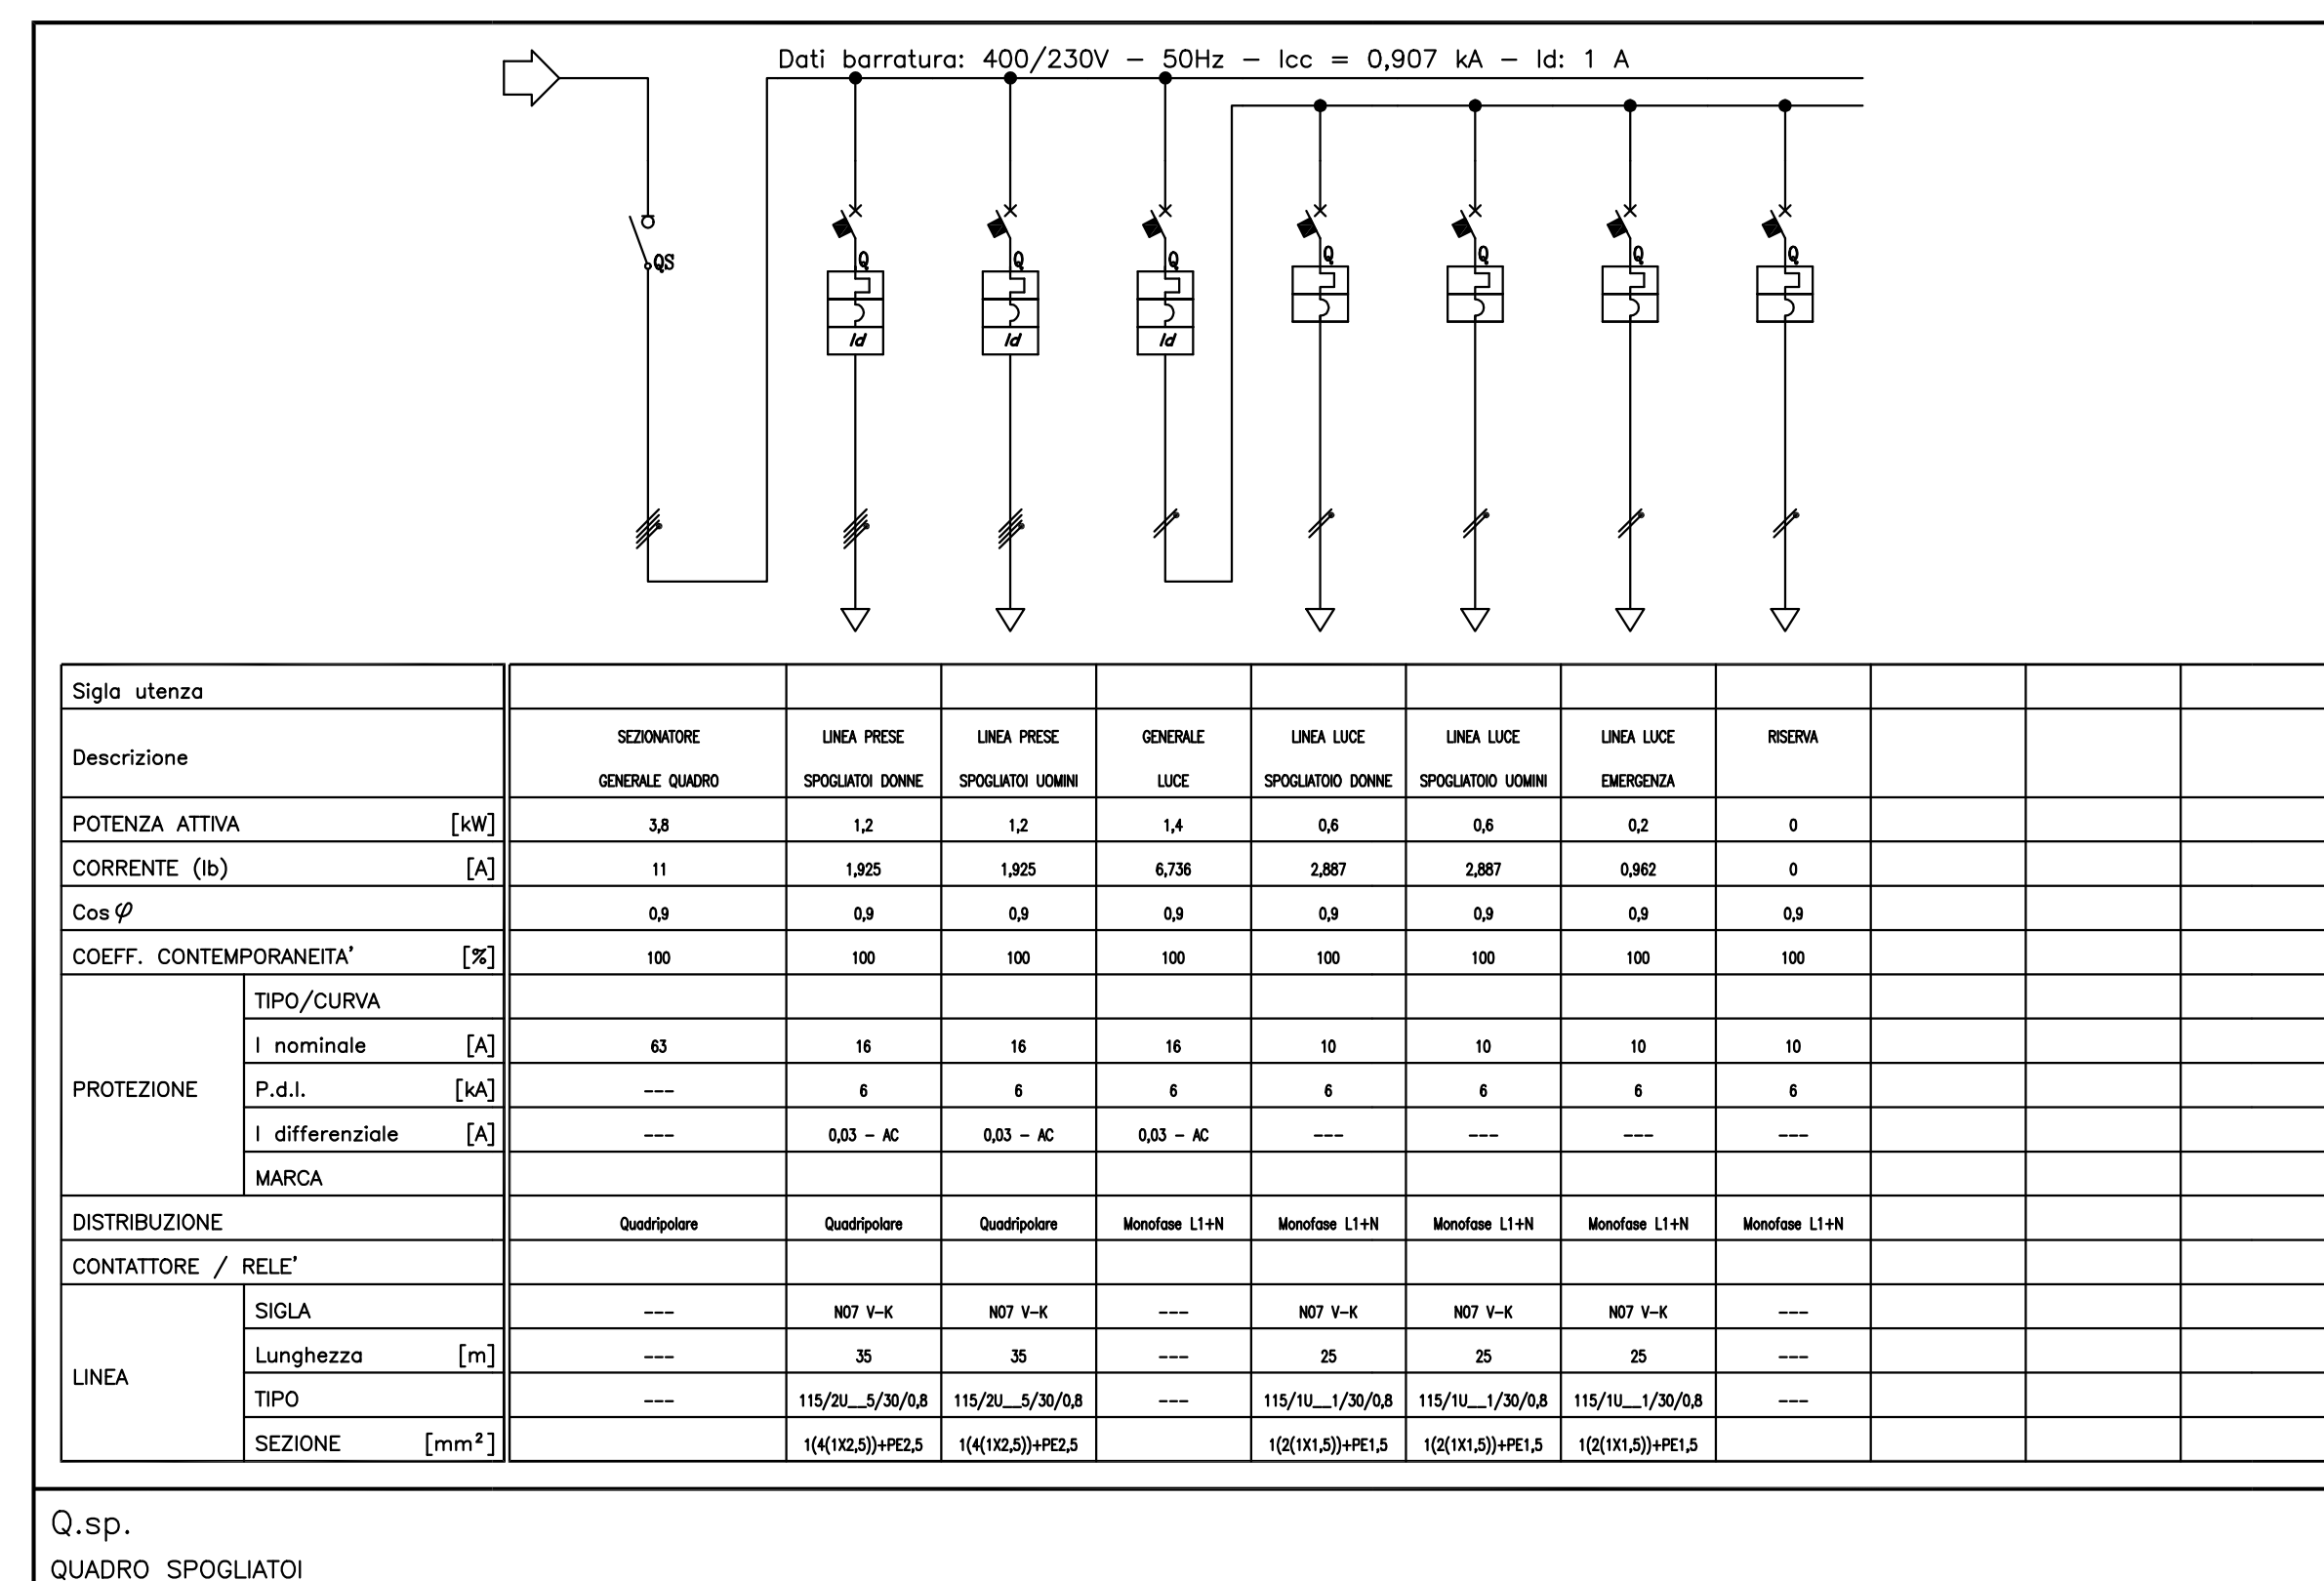 Dati barratura: 400/230V – 50Hz – Icc = 0,907 kA – Id: 1 A
QS
Q Q Q Q Q Q Q
Id Id Id
Sigla utenza
Descrizione
SEZIONATORE GENERALE QUADRO
LINEA PRESE SPOGLIATOI DONNE
LINEA PRESE SPOGLIATOI UOMINI
GENERALE LUCE
LINEA LUCE SPOGLIATOIO DONNE
LINEA LUCE SPOGLIATOIO UOMINI
LINEA LUCE EMERGENZA
RISERVA
POTENZA ATTIVA [kW] 3,8 1,2 1,2 1,4 0,6 0,6 0,2 0
CORRENTE (Ib) [A] 11 1,925 1,925 6,736 2,887 2,887 0,962 0
Cos φ 0,9 0,9 0,9 0,9 0,9 0,9 0,9 0,9
COEFF. CONTEMPORANEITA' [%] 100 100 100 100 100 100 100 100
PROTEZIONE
TIPO/CURVA
I nominale [A] 63 16 16 16 10 10 10 10
P.d.I. [kA] --- 6 6 6 6 6 6 6
I differenziale [A] --- 0,03 – AC 0,03 – AC 0,03 – AC --- --- --- ---
MARCA
DISTRIBUZIONE Quadripolare Quadripolare Quadripolare Monofase L1+N Monofase L1+N Monofase L1+N Monofase L1+N Monofase L1+N
CONTATTORE / RELE'
LINEA
SIGLA --- N07 V–K N07 V–K --- N07 V–K N07 V–K N07 V–K ---
Lunghezza [m] --- 35 35 --- 25 25 25 ---
TIPO --- 115/2U__5/30/0,8 115/2U__5/30/0,8 --- 115/1U__1/30/0,8 115/1U__1/30/0,8 115/1U__1/30/0,8 ---
SEZIONE [mm²] 1(4(1X2,5))+PE2,5 1(4(1X2,5))+PE2,5 1(2(1X1,5))+PE1,5 1(2(1X1,5))+PE1,5 1(2(1X1,5))+PE1,5
Q.sp.
QUADRO SPOGLIATOI